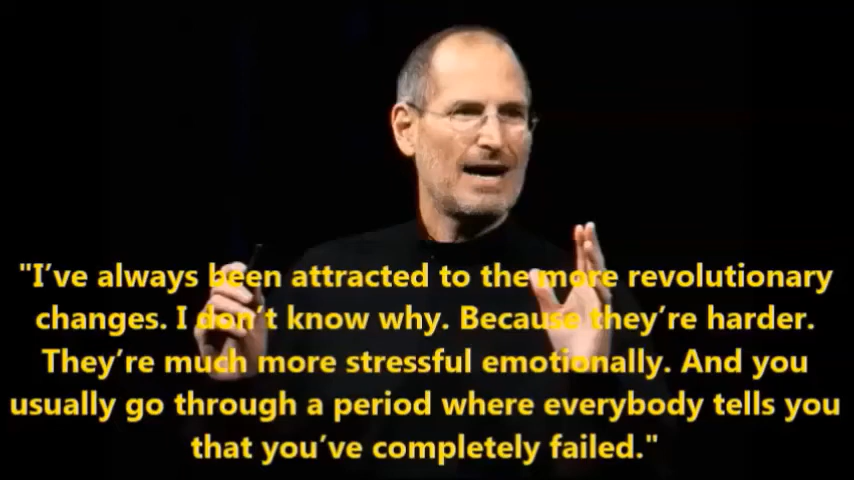 "I’ve always been attracted to the more revolutionary
changes. I don’t know why. Because they’re harder.
They’re much more stressful emotionally. And you
usually go through a period where everybody tells you
that you’ve completely failed."